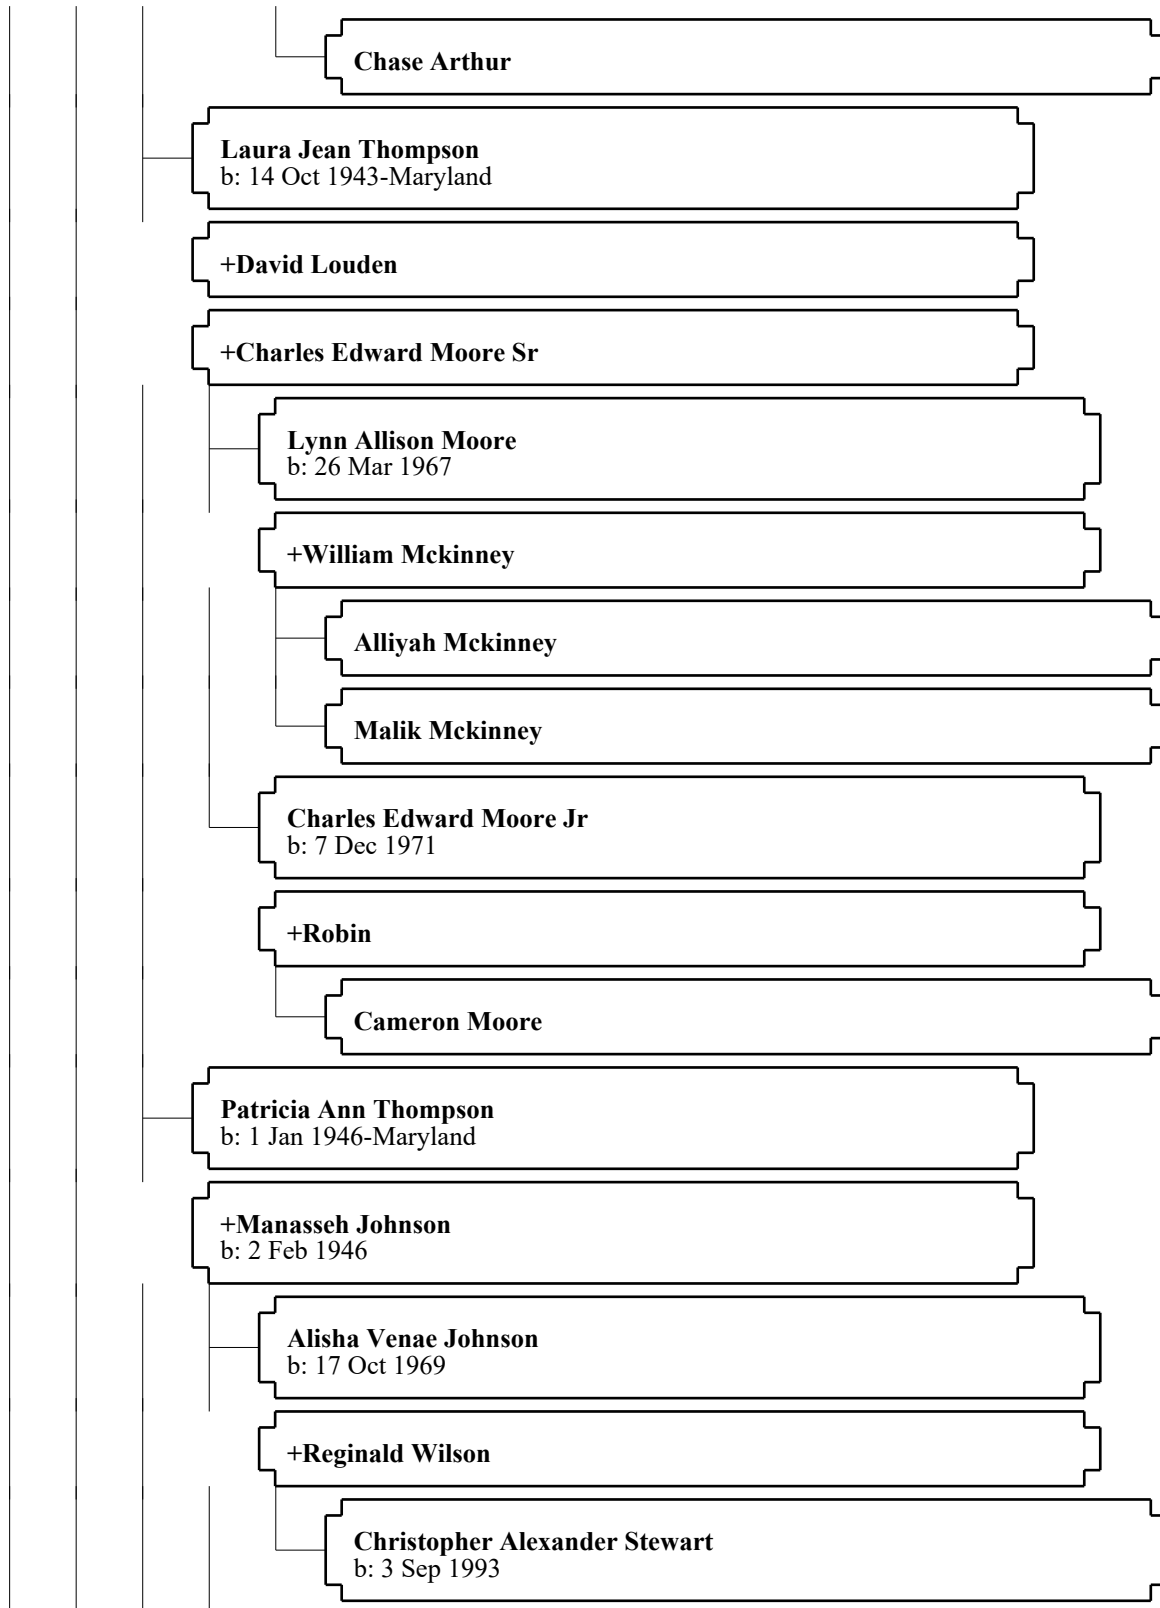 Chase Arthur
Laura Jean Thompson
b: 14 Oct 1943-Maryland
+David Louden
+Charles Edward Moore Sr
Lynn Allison Moore
b: 26 Mar 1967
+William Mckinney
Alliyah Mckinney
Malik Mckinney
Charles Edward Moore Jr
b: 7 Dec 1971
+Robin
Cameron Moore
Patricia Ann Thompson
b: 1 Jan 1946-Maryland
+Manasseh Johnson
b: 2 Feb 1946
Alisha Venae Johnson
b: 17 Oct 1969
+Reginald Wilson
Christopher Alexander Stewart
b: 3 Sep 1993